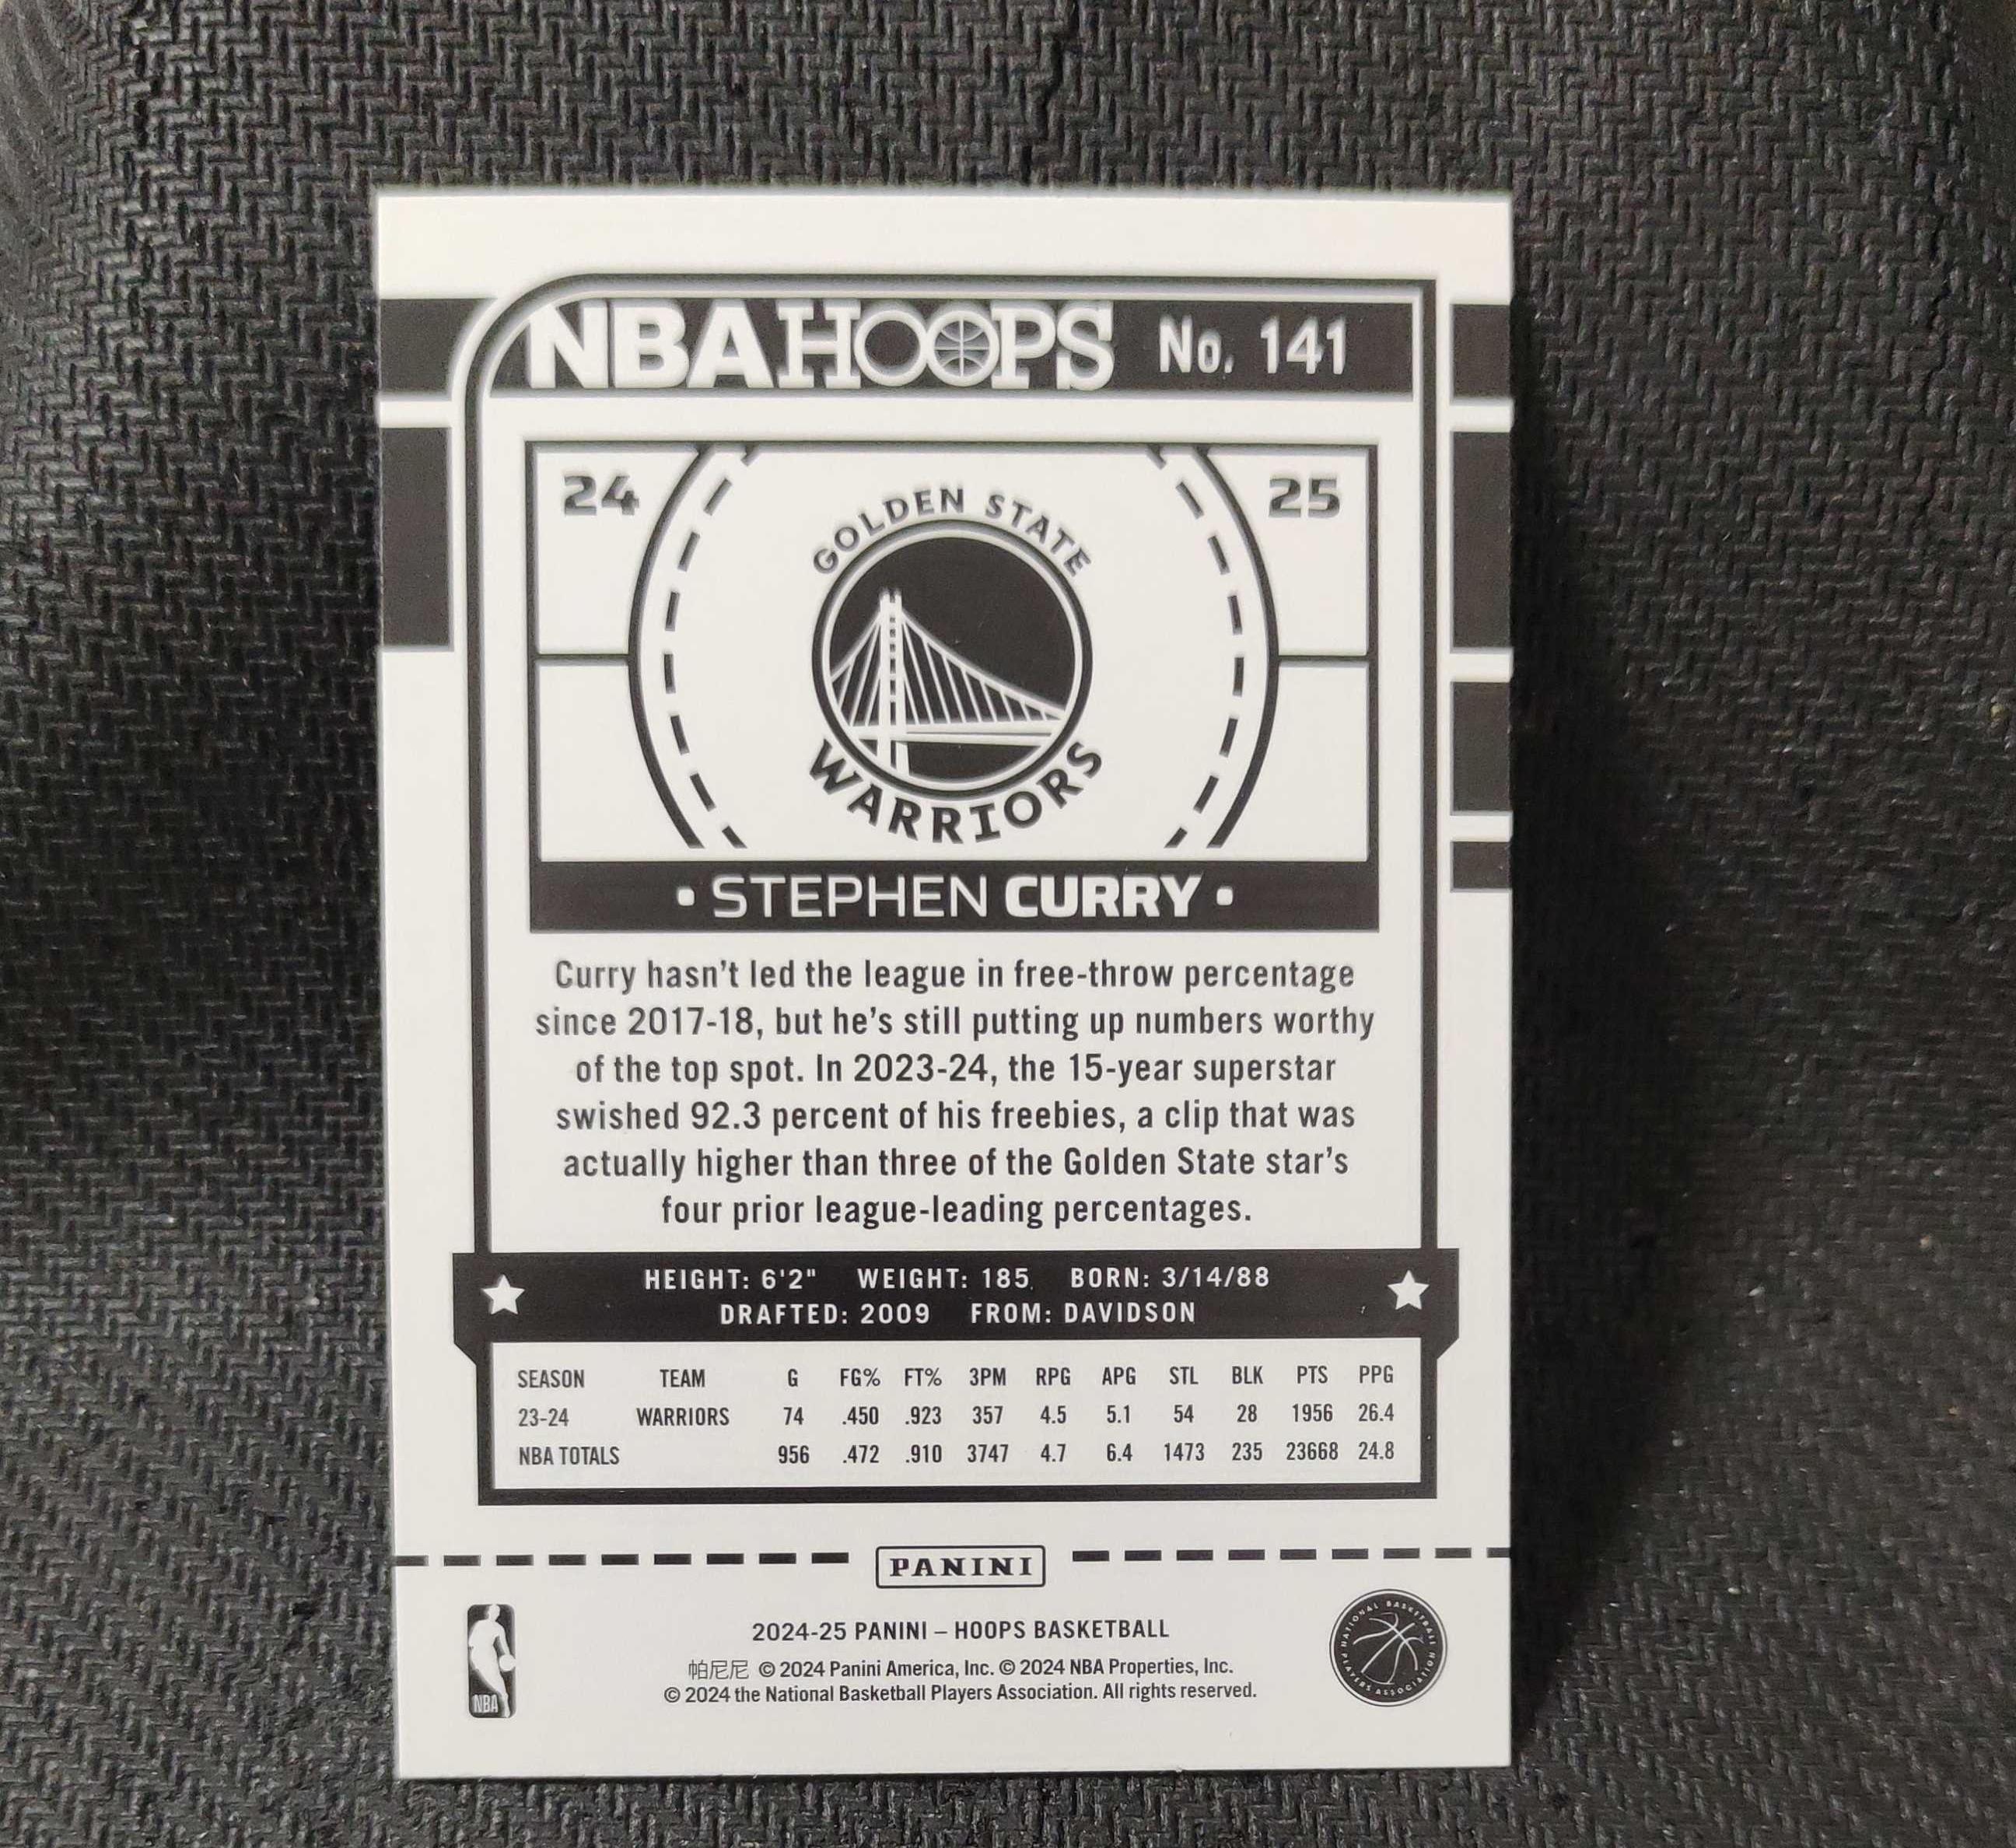 NBA HOOPS No. 141
24 25
GOLDEN STATE
WARRIORS
• STEPHEN CURRY •
Curry hasn't led the league in free-throw percentage
since 2017-18, but he's still putting up numbers worthy
of the top spot. In 2023-24, the 15-year superstar
swished 92.3 percent of his freebies, a clip that was
actually higher than three of the Golden State star's
four prior league-leading percentages.
HEIGHT: 6'2" WEIGHT: 185 BORN: 3/14/88
DRAFTED: 2009 FROM: DAVIDSON
SEASON TEAM G FG% FT% 3PM RPG APG STL BLK PTS PPG
23-24 WARRIORS 74 .450 .923 357 4.5 5.1 54 28 1956 26.4
NBA TOTALS 956 .472 .910 3747 4.7 6.4 1473 235 23668 24.8
PANINI
2024-25 PANINI – HOOPS BASKETBALL
帕尼尼 © 2024 Panini America, Inc. © 2024 NBA Properties, Inc.
© 2024 the National Basketball Players Association. All rights reserved.
NBA
NATIONAL BASKETBALL PLAYERS ASSOCIATION